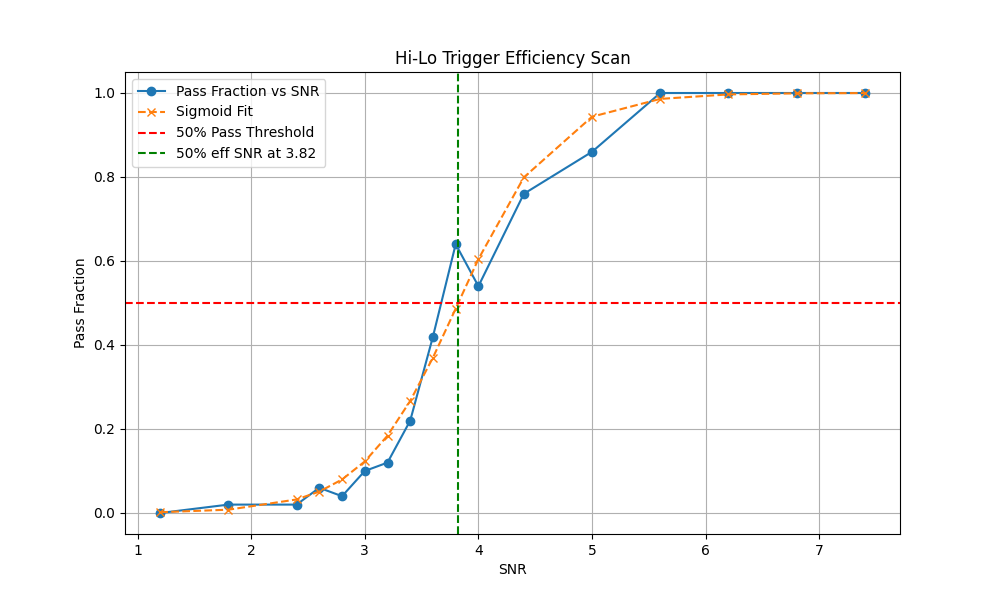 Hi-Lo Trigger Efficiency Scan
Pass Fraction vs SNR
Sigmoid Fit
50% Pass Threshold
50% eff SNR at 3.82
Pass Fraction
1.0
0.8
0.6
0.4
0.2
0.0
1 2 3 4 5 6 7
SNR